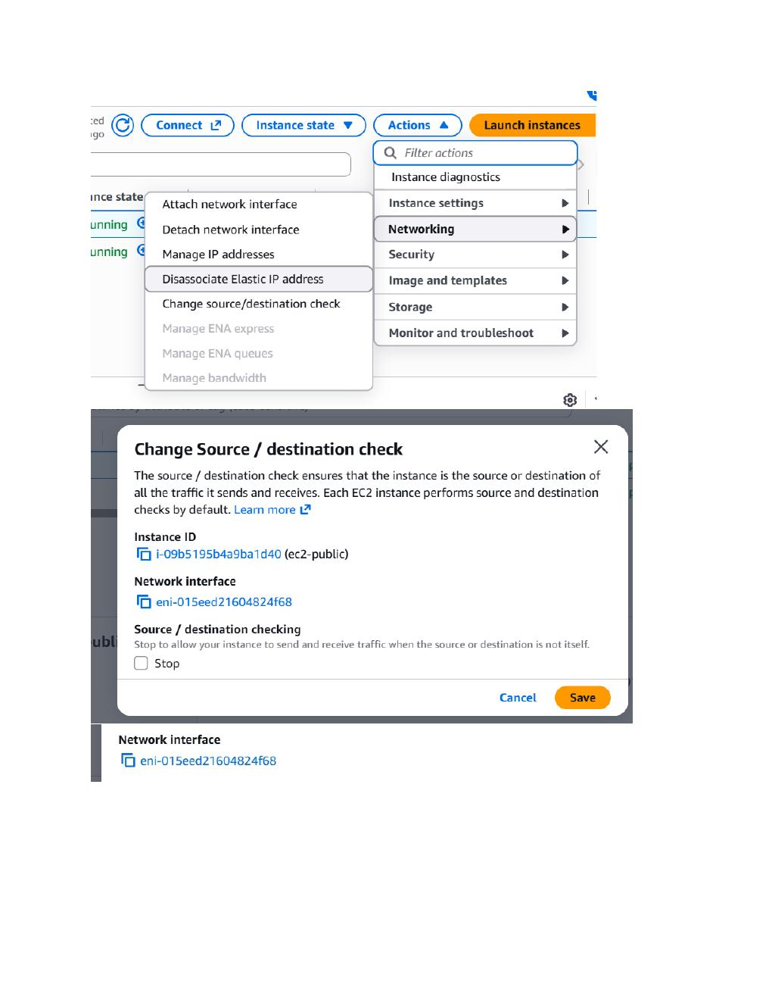 ted
ago
Connect
Instance state
Actions
Launch instances
Filter actions
Instance diagnostics
Instance settings
Networking
Security
Image and templates
Storage
Monitor and troubleshoot
nce state
unning
unning
Attach network interface
Detach network interface
Manage IP addresses
Disassociate Elastic IP address
Change source/destination check
Manage ENA express
Manage ENA queues
Manage bandwidth
Change Source / destination check
The source / destination check ensures that the instance is the source or destination of
all the traffic it sends and receives. Each EC2 instance performs source and destination
checks by default. Learn more
Instance ID
i-09b5195b4a9ba1d40 (ec2-public)
Network interface
eni-015eed21604824f68
Source / destination checking
Stop to allow your instance to send and receive traffic when the source or destination is not itself.
Stop
Cancel
Save
Network interface
eni-015eed21604824f68